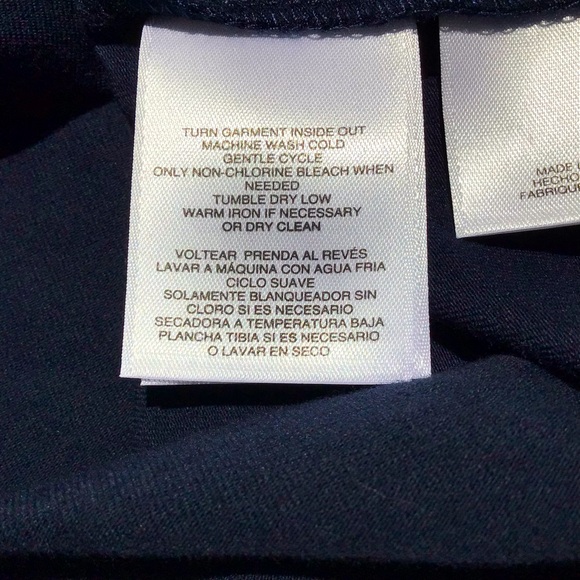 TURN GARMENT INSIDE OUT
MACHINE WASH COLD
GENTLE CYCLE
ONLY NON-CHLORINE BLEACH WHEN
NEEDED
TUMBLE DRY LOW
WARM IRON IF NECESSARY
OR DRY CLEAN
VOLTEAR PRENDA AL REVÉS
LAVAR A MÁQUINA CON AGUA FRIA
CICLO SUAVE
SOLAMENTE BLANQUEADOR SIN
CLORO SI ES NECESARIO
SECADORA A TEMPERATURA BAJA
PLANCHA TIBIA SI ES NECESARIO
O LAVAR EN SECO
MADE
HECHO
FABRIQUÉ